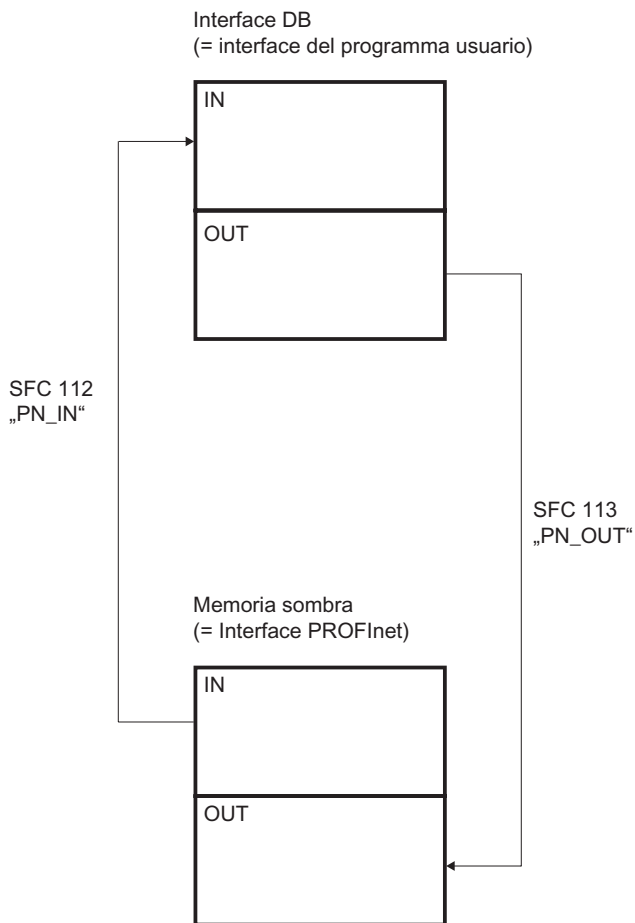 Interface DB
(= interface del programma usuario)
IN
OUT
SFC 112
„PN_IN“
SFC 113
„PN_OUT“
Memoria sombra
(= Interface PROFInet)
IN
OUT